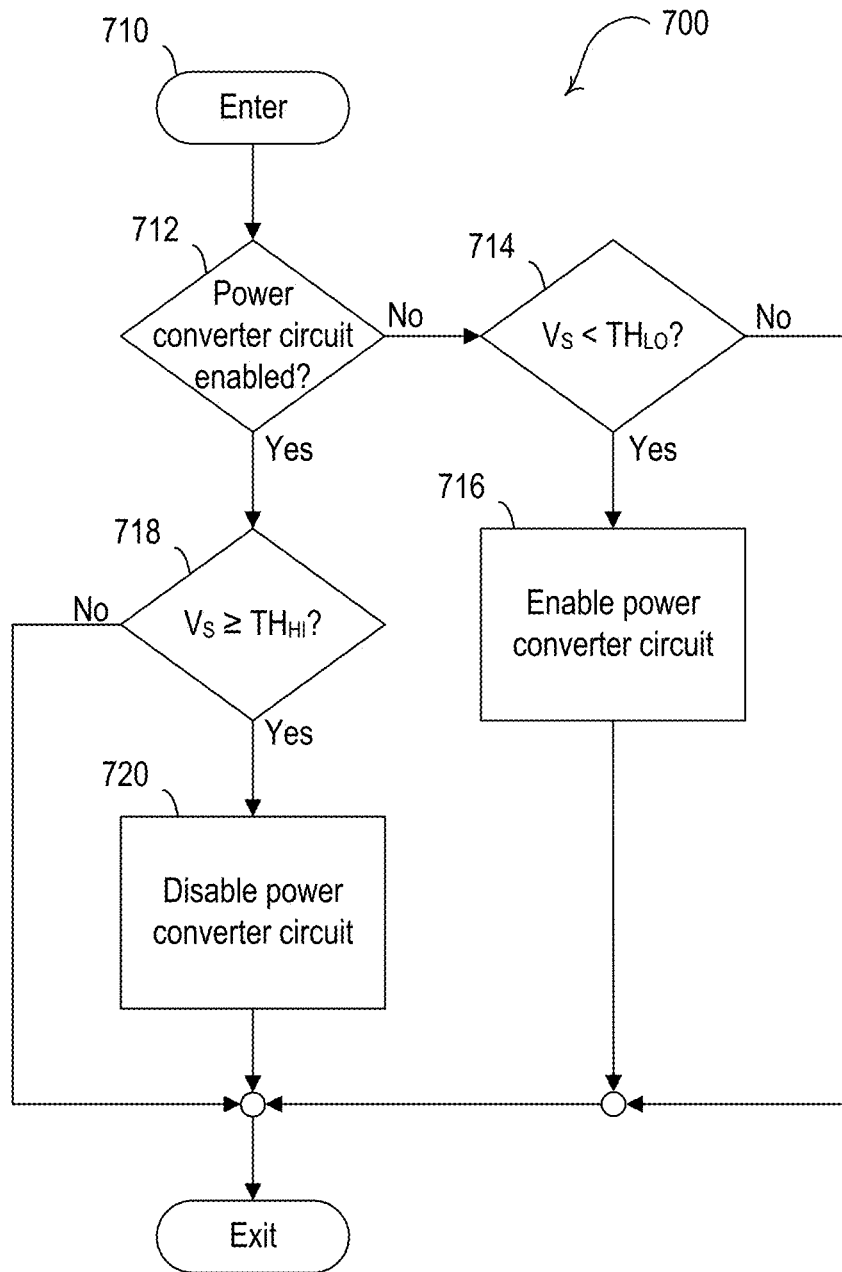 700
710
Enter
712
Power
converter circuit
enabled?
No
Yes
714
VS < THLO?
No
Yes
716
Enable power
converter circuit
718
VS ≥ THHI?
No
Yes
720
Disable power
converter circuit
Exit